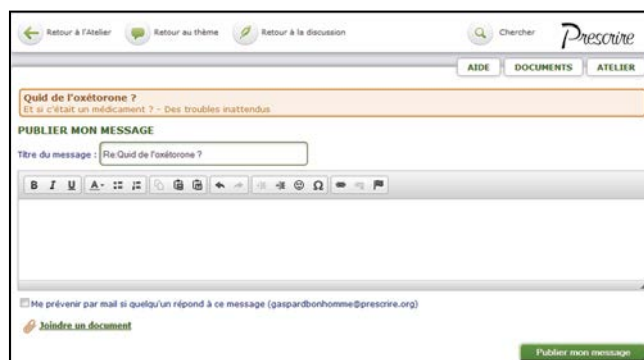 Retour à l'Atelier Retour au thème Retour à la discussion Chercher Prescrire
AIDE DOCUMENTS ATELIER
Quid de l'oxétorone ?
Et si c'était un médicament ? - Des troubles inattendus
PUBLIER MON MESSAGE
Titre du message : Re:Quid de l'oxétorone ?
B I U A Ω
Me prévenir par mail si quelqu'un répond à ce message (gaspardbonhomme@prescrire.org)
Joindre un document
Publier mon message